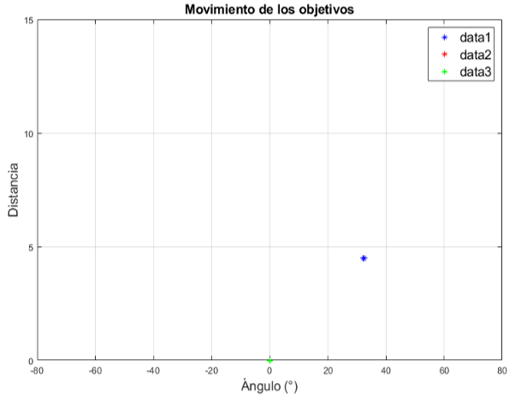 Movimiento de los objetivos
15
data1
data2
data3
10
Distancia
5
0
-80
-60
-40
-20
0
20
40
60
80
Ángulo (°)